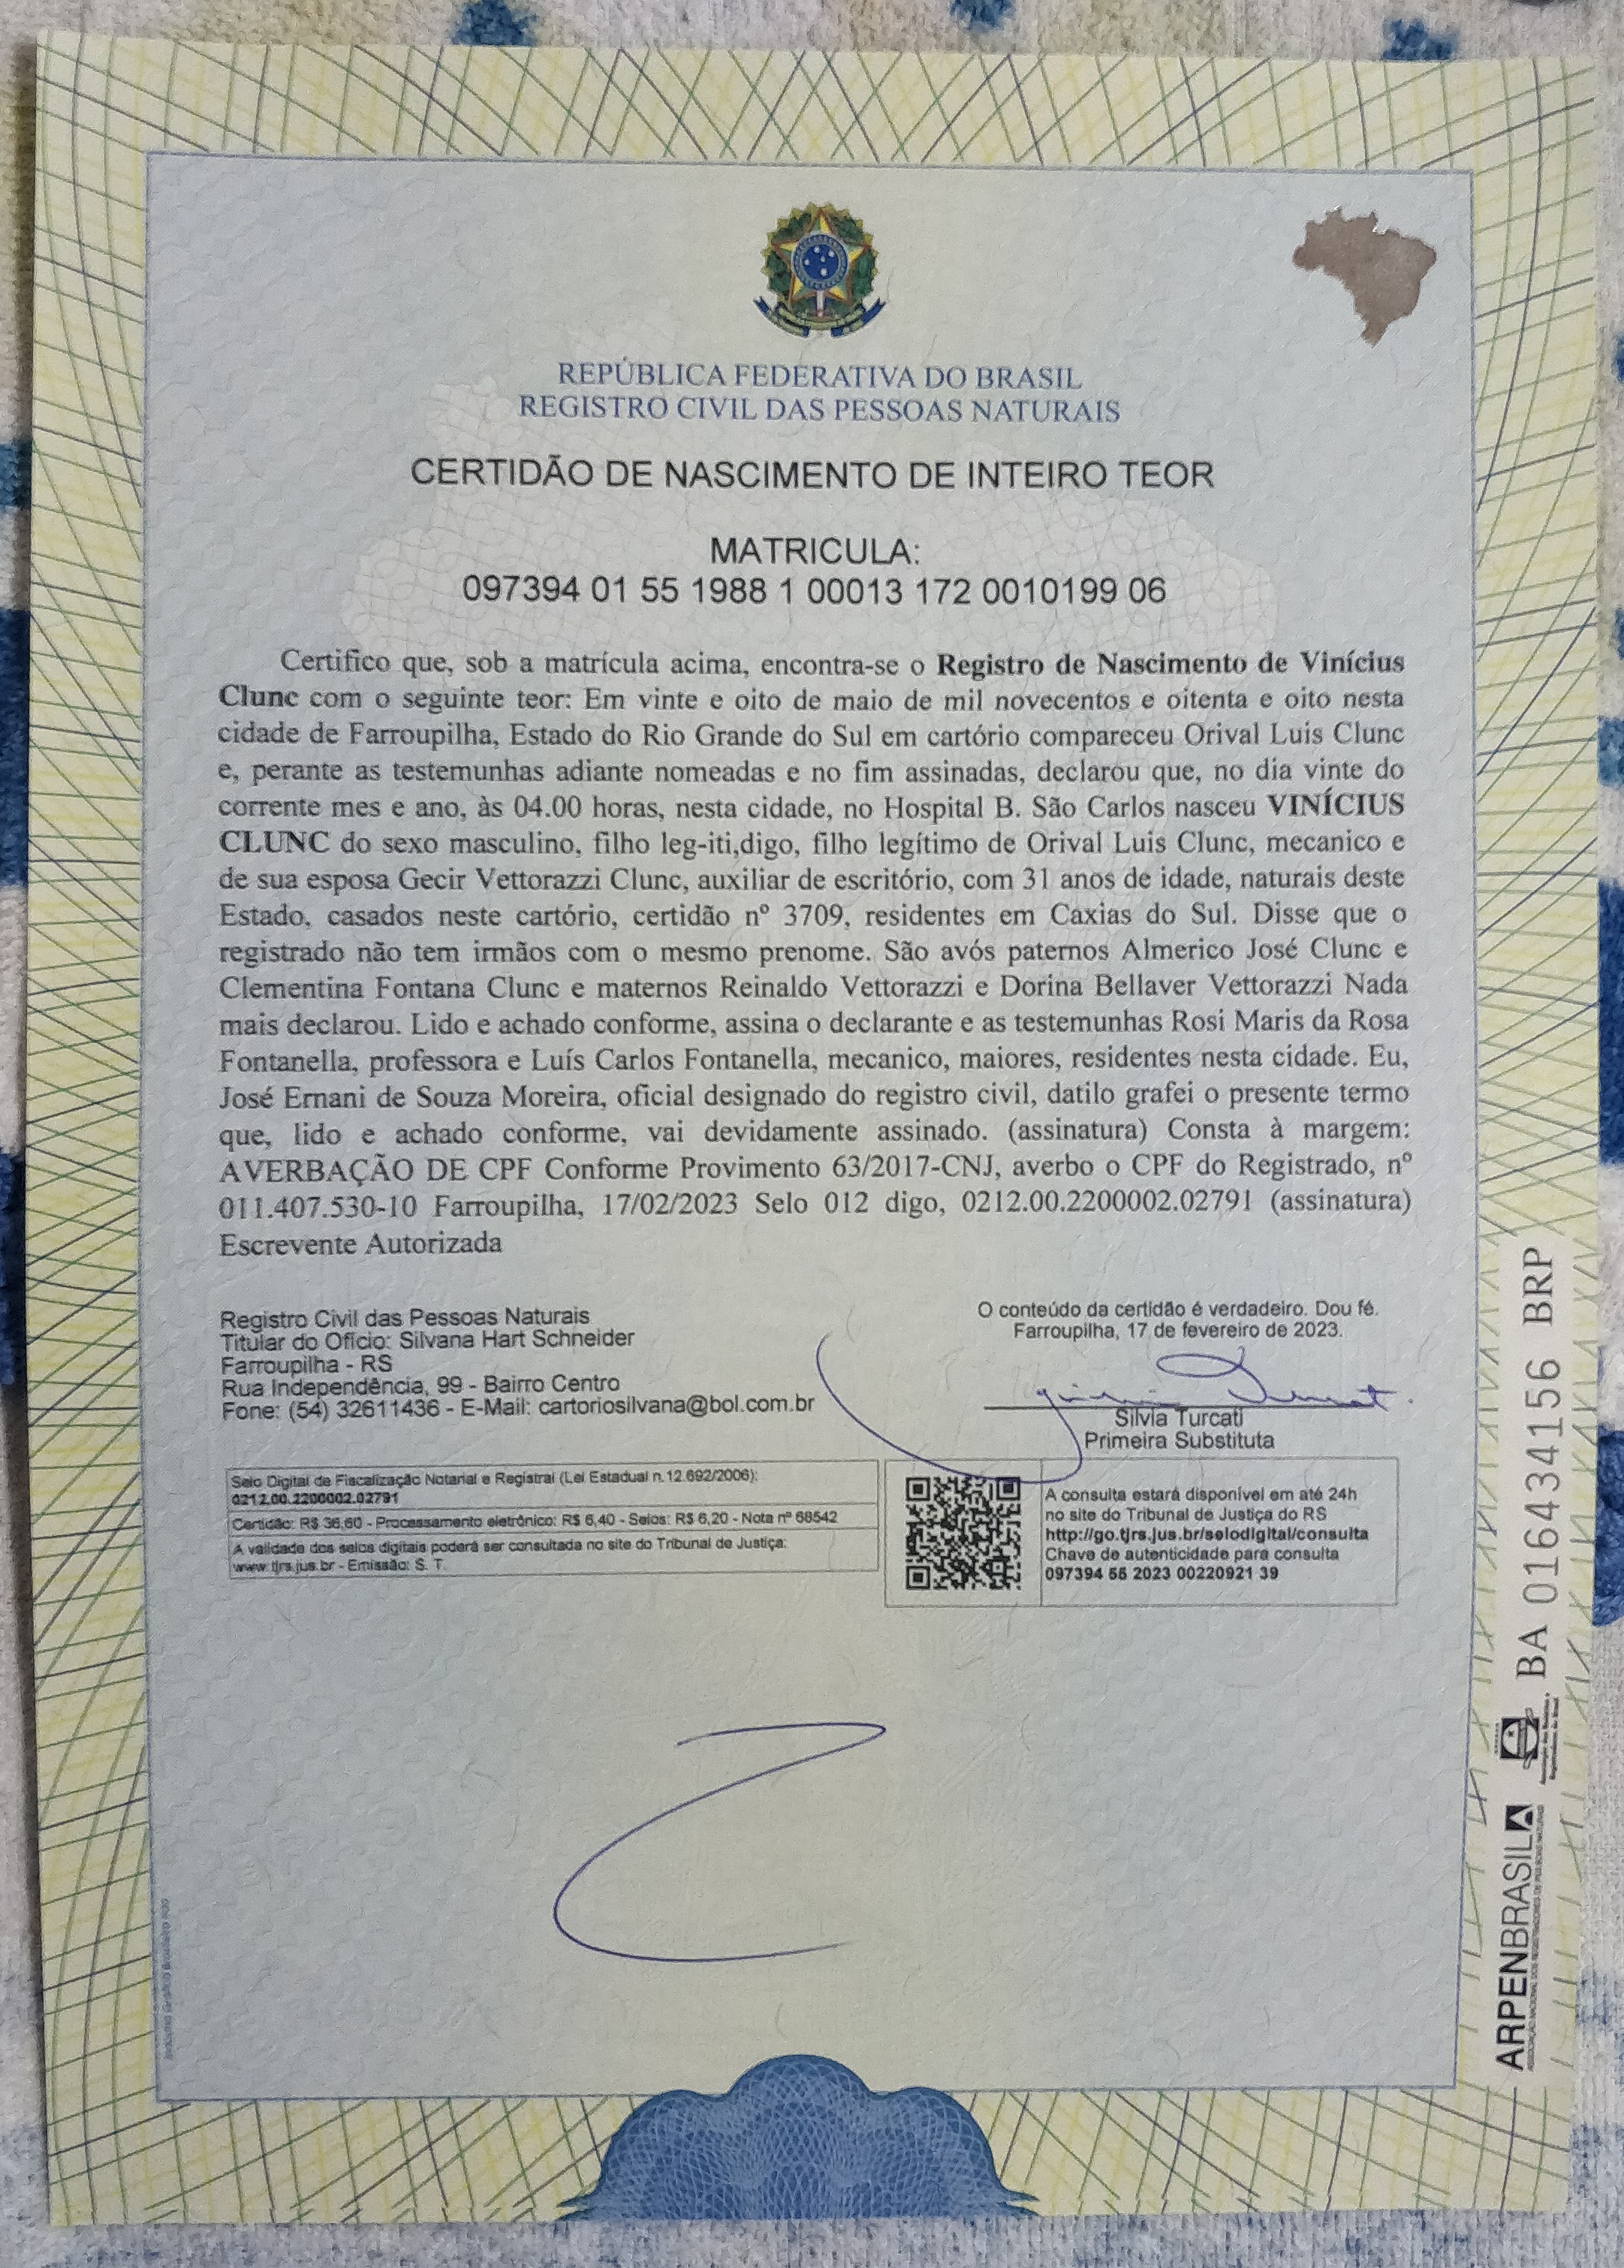 REPÚBLICA FEDERATIVA DO BRASIL
REGISTRO CIVIL DAS PESSOAS NATURAIS
CERTIDÃO DE NASCIMENTO DE INTEIRO TEOR
MATRICULA:
097394 01 55 1988 1 00013 172 0010199 06
Certifico que, sob a matrícula acima, encontra-se o Registro de Nascimento de Vinícius
Clunc com o seguinte teor: Em vinte e oito de maio de mil novecentos e oitenta e oito nesta
cidade de Farroupilha, Estado do Rio Grande do Sul em cartório compareceu Orival Luis Clunc
e, perante as testemunhas adiante nomeadas e no fim assinadas, declarou que, no dia vinte do
corrente mes e ano, às 04.00 horas, nesta cidade, no Hospital B. São Carlos nasceu VINÍCIUS
CLUNC do sexo masculino, filho leg-iti,digo, filho legítimo de Orival Luis Clunc, mecanico e
de sua esposa Gecir Vettorazzi Clunc, auxiliar de escritório, com 31 anos de idade, naturais deste
Estado, casados neste cartório, certidão nº 3709, residentes em Caxias do Sul. Disse que o
registrado não tem irmãos com o mesmo prenome. São avós paternos Almerico José Clunc e
Clementina Fontana Clunc e maternos Reinaldo Vettorazzi e Dorina Bellaver Vettorazzi Nada
mais declarou. Lido e achado conforme, assina o declarante e as testemunhas Rosi Maris da Rosa
Fontanella, professora e Luís Carlos Fontanella, mecanico, maiores, residentes nesta cidade. Eu,
José Ernani de Souza Moreira, oficial designado do registro civil, datilo grafei o presente termo
que, lido e achado conforme, vai devidamente assinado. (assinatura) Consta à margem:
AVERBAÇÃO DE CPF Conforme Provimento 63/2017-CNJ, averbo o CPF do Registrado, nº
011.407.530-10 Farroupilha, 17/02/2023 Selo 012 digo, 0212.00.2200002.02791 (assinatura)
Escrevente Autorizada
Registro Civil das Pessoas Naturais
Titular do Ofício: Silvana Hart Schneider
Farroupilha - RS
Rua Independência, 99 - Bairro Centro
Fone: (54) 32611436 - E-Mail: cartoriosilvana@bol.com.br
O conteúdo da certidão é verdadeiro. Dou fé.
Farroupilha, 17 de fevereiro de 2023.
Silvia Turcati
Primeira Substituta
Selo Digital de Fiscalização Notarial e Registral (Lei Estadual n.12.692/2006):
0212.00.2200002.02791
Certidão: R$ 36,60 - Processamento eletrônico: R$ 6,40 - Selos: R$ 6,20 - Nota nº 68542
A validade dos selos digitais poderá ser consultada no site do Tribunal de Justiça:
www.tjrs.jus.br - Emissão: S. T.
A consulta estará disponível em até 24h
no site do Tribunal de Justiça do RS
http://go.tjrs.jus.br/selodigital/consulta
Chave de autenticidade para consulta
097394 55 2023 00220921 39
BA 016434156 BRP
ARPENBRASIL
ASSOCIAÇÃO NACIONAL DOS REGISTRADORES DE PESSOAS NATURAIS